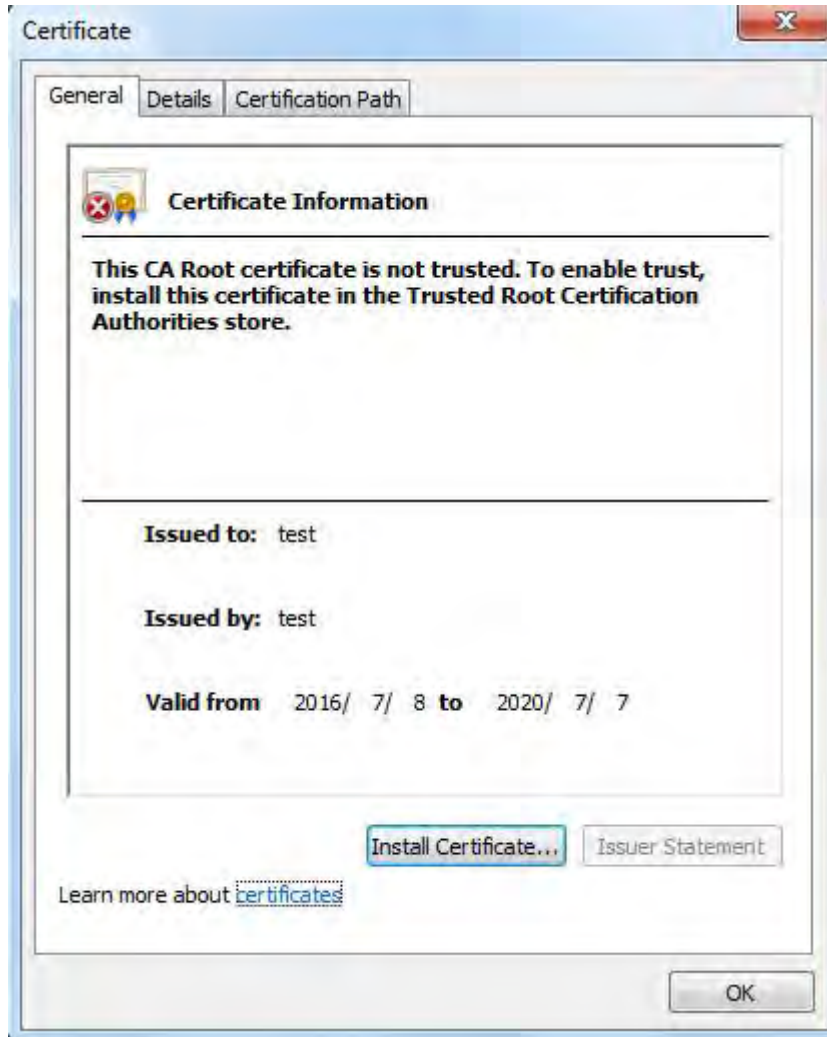 Certificate
General Details Certification Path
Certificate Information
This CA Root certificate is not trusted. To enable trust,
install this certificate in the Trusted Root Certification
Authorities store.
Issued to: test
Issued by: test
Valid from 2016/ 7/ 8 to 2020/ 7/ 7
Install Certificate... Issuer Statement
Learn more about certificates
OK